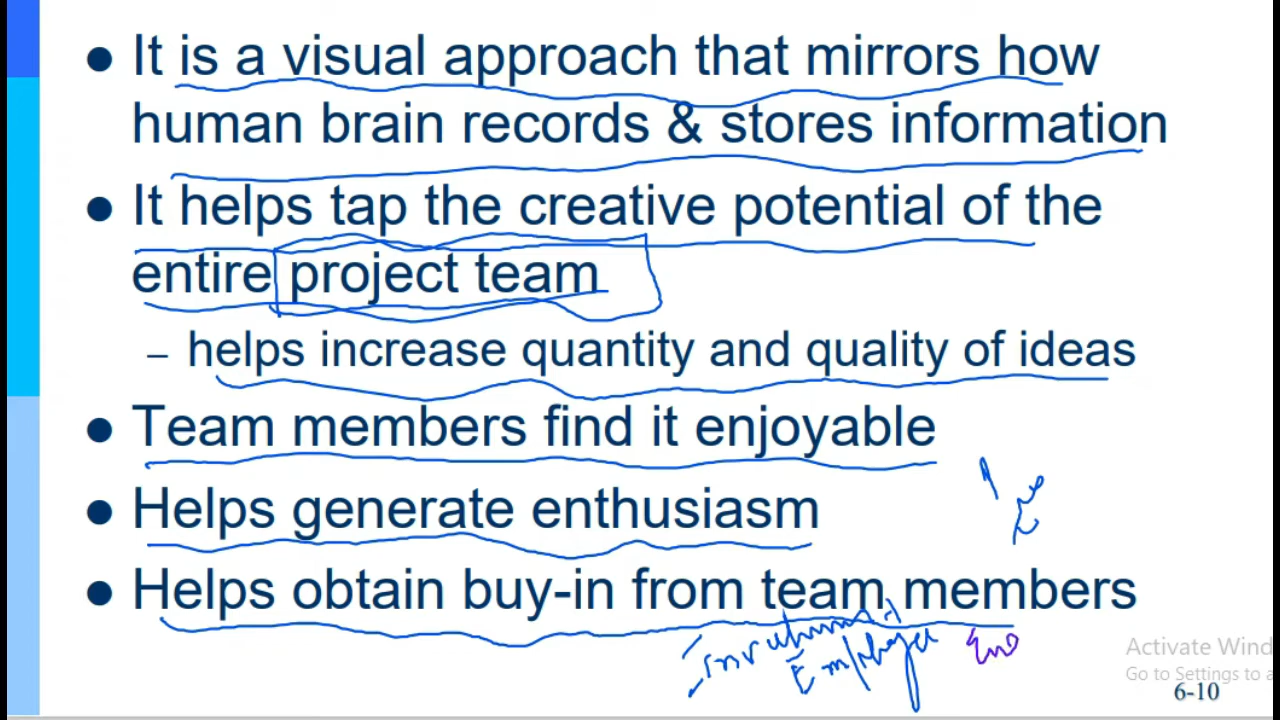 ● It is a visual approach that mirrors how
human brain records & stores information
● It helps tap the creative potential of the
entire project team
– helps increase quantity and quality of ideas
● Team members find it enjoyable
● Helps generate enthusiasm
● Helps obtain buy-in from team members
Activate Wind
Go to Settings to a
6-10